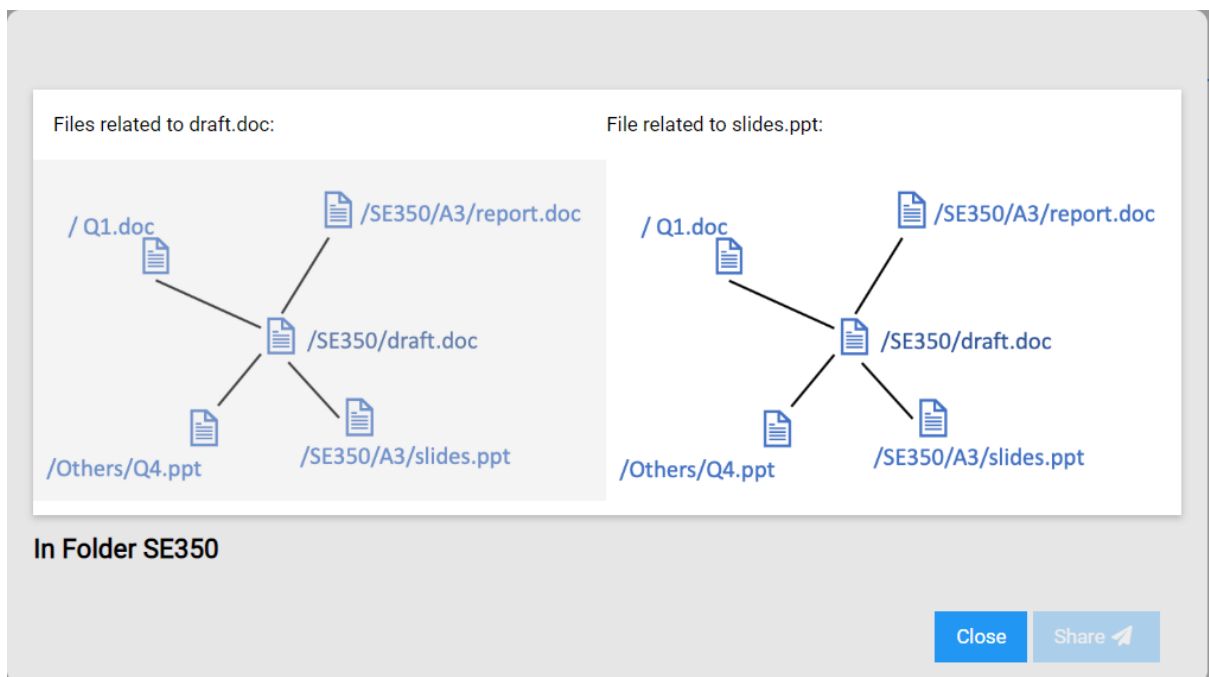 Files related to draft.doc:
File related to slides.ppt:
/ Q1.doc
/SE350/A3/report.doc
/SE350/draft.doc
/Others/Q4.ppt
/SE350/A3/slides.ppt
/ Q1.doc
/SE350/A3/report.doc
/SE350/draft.doc
/Others/Q4.ppt
/SE350/A3/slides.ppt
In Folder SE350
Close
Share